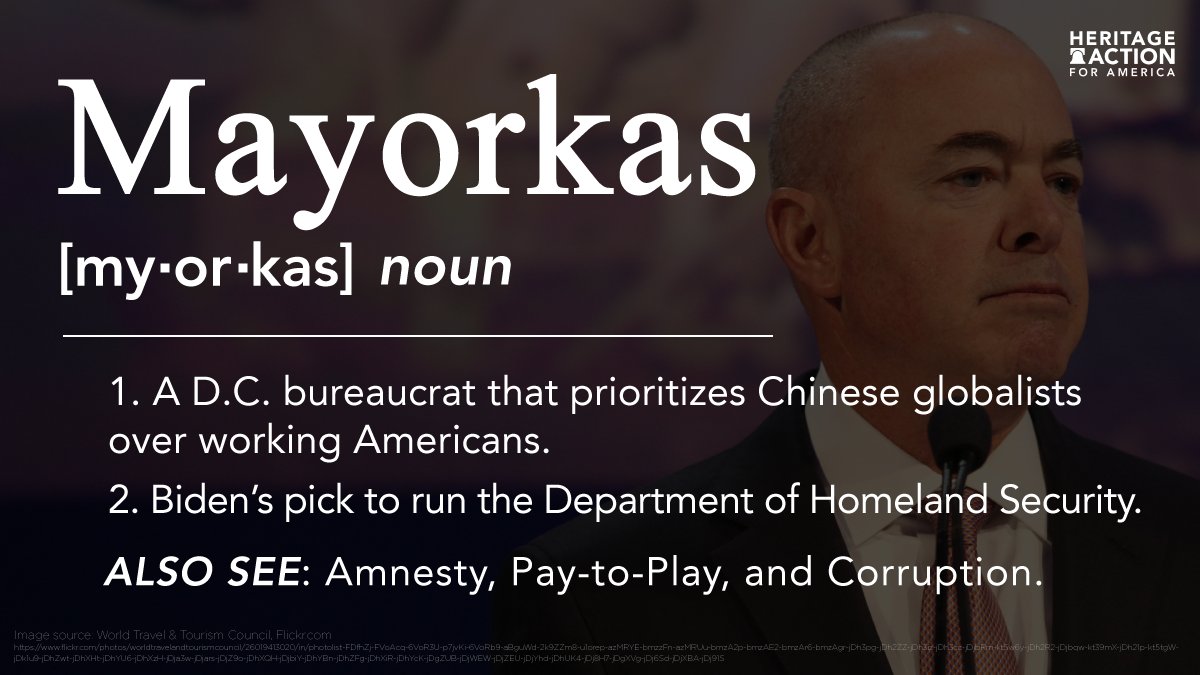 HERITAGE
ACTION
FOR AMERICA
Mayorkas
[my·or·kas] noun
1. A D.C. bureaucrat that prioritizes Chinese globalists
over working Americans.
2. Biden's pick to run the Department of Homeland Security.
ALSO SEE: Amnesty, Pay-to-Play, and Corruption.
Image source: World Travel & Tourism Council, Flickr.com